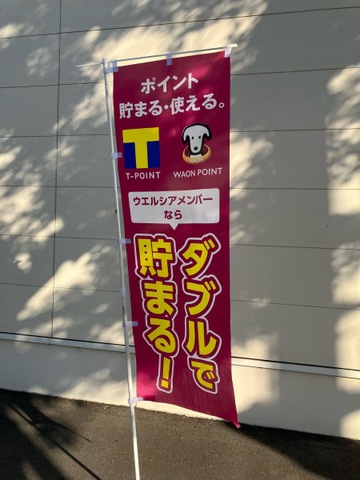 ポイント
貯まる・使える。
T-POINT
WAON POINT
ウエルシアメンバー
なら
ダブルで
貯まる!